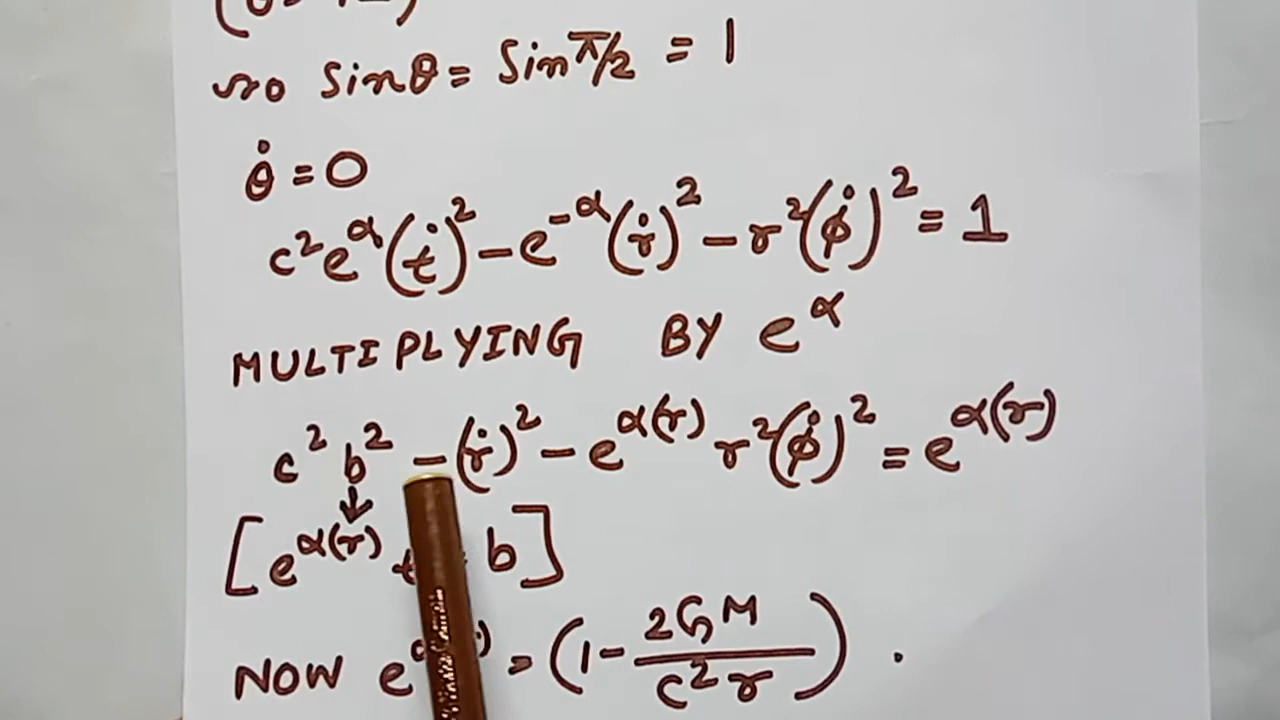 so Sinθ = Sin π/2 = 1
θ̇ = 0
c²e^α(ṫ)² − e^−α(ṙ)² − r²(φ̇)² = 1
MULTIPLYING BY e^α
c²b² − (ṙ)² − e^α(r) r²(φ̇)² = e^α(r)
[e^α(r) b]
NOW e = (1 − 2GM/c²r) .